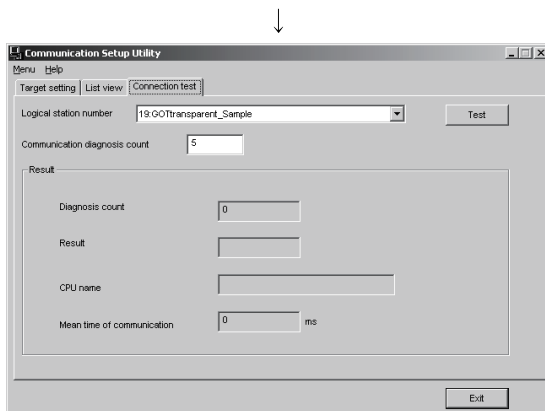 Communication Setup Utility
Menu Help
Target setting List view Connection test
Logical station number 19:GOTtransparent_Sample Test
Communication diagnosis count 5
Result
Diagnosis count 0
Result
CPU name
Mean time of communication 0 ms
Exit